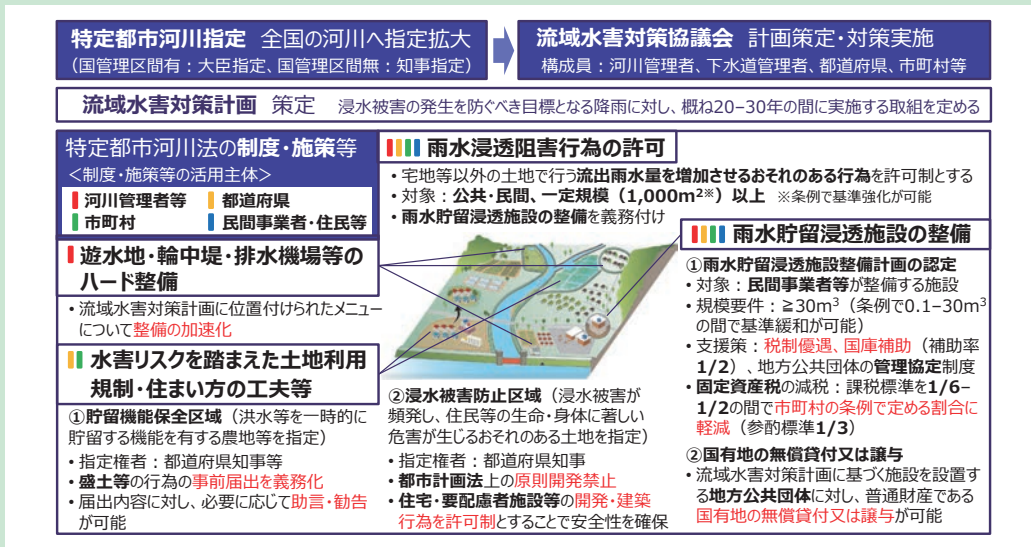 特定都市河川指定 全国の河川へ指定拡大
（国管理区間有：大臣指定、国管理区間無：知事指定）
流域水害対策協議会 計画策定・対策実施
構成員：河川管理者、下水道管理者、都道府県、市町村等
流域水害対策計画 策定 浸水被害の発生を防ぐべき目標となる降雨に対し、概ね20−30年の間に実施する取組を定める
特定都市河川法の制度・施策等
＜制度・施策等の活用主体＞
河川管理者等 都道府県
市町村 民間事業者・住民等
雨水浸透阻害行為の許可
・宅地等以外の土地で行う流出雨水量を増加させるおそれのある行為を許可制とする
・対象：公共・民間、一定規模（1,000m²※）以上 ※条例で基準強化が可能
・雨水貯留浸透施設の整備を義務付け
遊水地・輪中堤・排水機場等の
ハード整備
・流域水害対策計画に位置付けられたメニュー
について整備の加速化
水害リスクを踏まえた土地利用
規制・住まい方の工夫等
①貯留機能保全区域（洪水等を一時的に
貯留する機能を有する農地等を指定）
・指定権者：都道府県知事等
・盛土等の行為の事前届出を義務化
・届出内容に対し、必要に応じて助言・勧告
が可能
②浸水被害防止区域（浸水被害が
頻発し、住民等の生命・身体に著しい
危害が生じるおそれのある土地を指定）
・指定権者：都道府県知事
・都市計画法上の原則開発禁止
・住宅・要配慮者施設等の開発・建築
行為を許可制とすることで安全性を確保
雨水貯留浸透施設の整備
①雨水貯留浸透施設整備計画の認定
・対象：民間事業者等が整備する施設
・規模要件：≧30m³（条例で0.1−30m³
の間で基準緩和が可能）
・支援策：税制優遇、国庫補助（補助率
1/2）、地方公共団体の管理協定制度
・固定資産税の減税：課税標準を1/6−
1/2の間で市町村の条例で定める割合に
軽減（参酌標準1/3）
②国有地の無償貸付又は譲与
・流域水害対策計画に基づく施設を設置す
る地方公共団体に対し、普通財産である
国有地の無償貸付又は譲与が可能